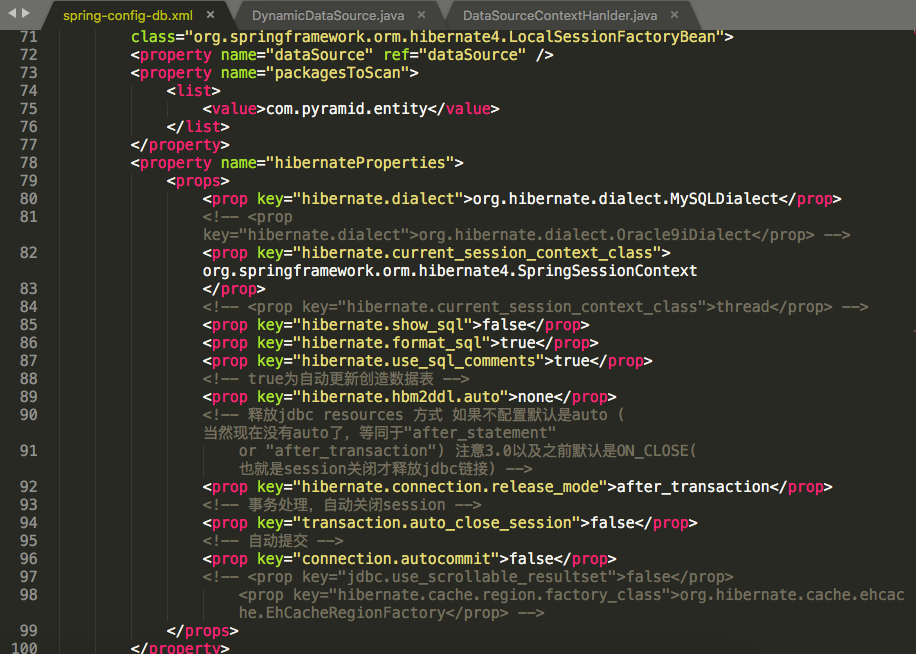 spring-config-db.xml × DynamicDataSource.java × DataSourceContextHanlder.java ×
71 class="org.springframework.orm.hibernate4.LocalSessionFactoryBean">
72 <property name="dataSource" ref="dataSource" />
73 <property name="packagesToScan">
74 <list>
75 <value>com.pyramid.entity</value>
76 </list>
77 </property>
78 <property name="hibernateProperties">
79 <props>
80 <prop key="hibernate.dialect">org.hibernate.dialect.MySQLDialect</prop>
81 <!-- <prop
key="hibernate.dialect">org.hibernate.dialect.Oracle9iDialect</prop> -->
82 <prop key="hibernate.current_session_context_class">
org.springframework.orm.hibernate4.SpringSessionContext
83 </prop>
84 <!-- <prop key="hibernate.current_session_context_class">thread</prop> -->
85 <prop key="hibernate.show_sql">false</prop>
86 <prop key="hibernate.format_sql">true</prop>
87 <prop key="hibernate.use_sql_comments">true</prop>
88 <!-- true为自动更新创造数据表 -->
89 <prop key="hibernate.hbm2ddl.auto">none</prop>
90 <!-- 释放jdbc resources 方式 如果不配置默认是auto (
当然现在没有auto了，等同于"after_statement"
91 or "after_transaction") 注意3.0以及之前默认是ON_CLOSE(
也就是session关闭才释放jdbc链接) -->
92 <prop key="hibernate.connection.release_mode">after_transaction</prop>
93 <!-- 事务处理，自动关闭session -->
94 <prop key="transaction.auto_close_session">false</prop>
95 <!-- 自动提交 -->
96 <prop key="connection.autocommit">false</prop>
97 <!-- <prop key="jdbc.use_scrollable_resultset">false</prop>
98 <prop key="hibernate.cache.region.factory_class">org.hibernate.cache.ehcac
he.EhCacheRegionFactory</prop> -->
99 </props>
100 </property>